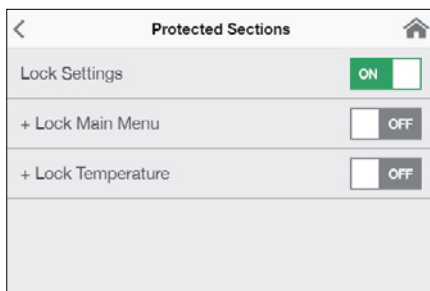 Protected Sections
Lock Settings ON
+ Lock Main Menu OFF
+ Lock Temperature OFF